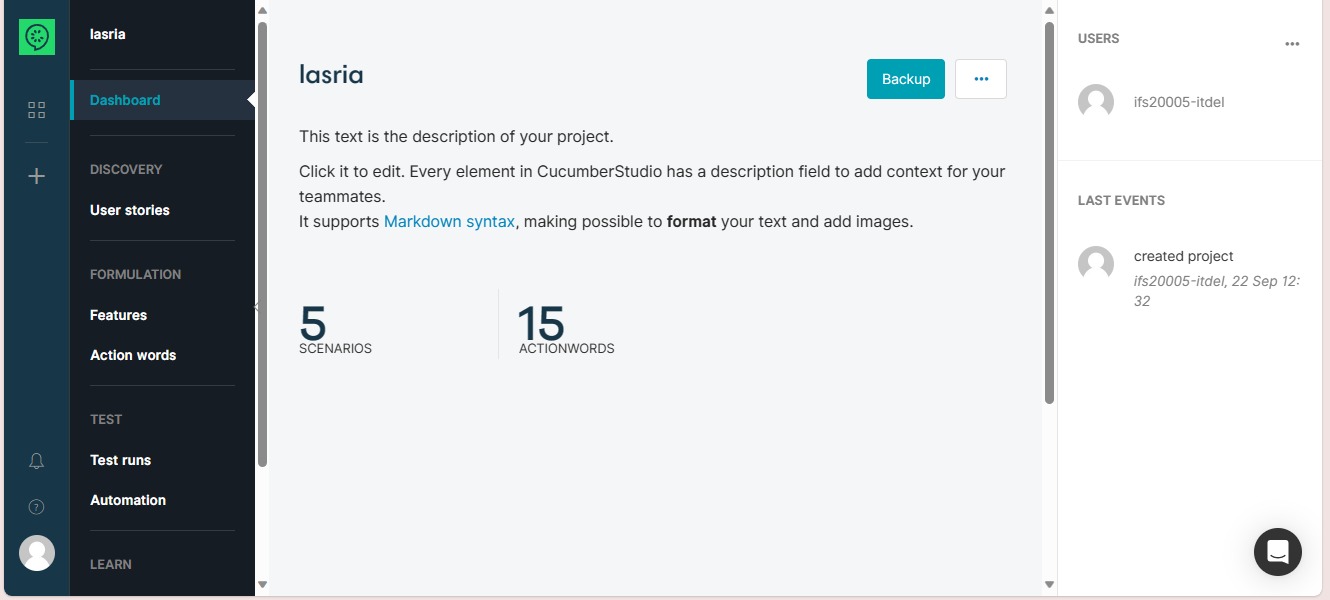 lasria
Dashboard
DISCOVERY
User stories
FORMULATION
Features
Action words
TEST
Test runs
Automation
LEARN
?
lasria
Backup
This text is the description of your project.
Click it to edit. Every element in CucumberStudio has a description field to add context for your
teammates.
It supports Markdown syntax, making possible to format your text and add images.
5
SCENARIOS
15
ACTIONWORDS
USERS
ifs20005-itdel
LAST EVENTS
created project
ifs20005-itdel, 22 Sep 12:
32